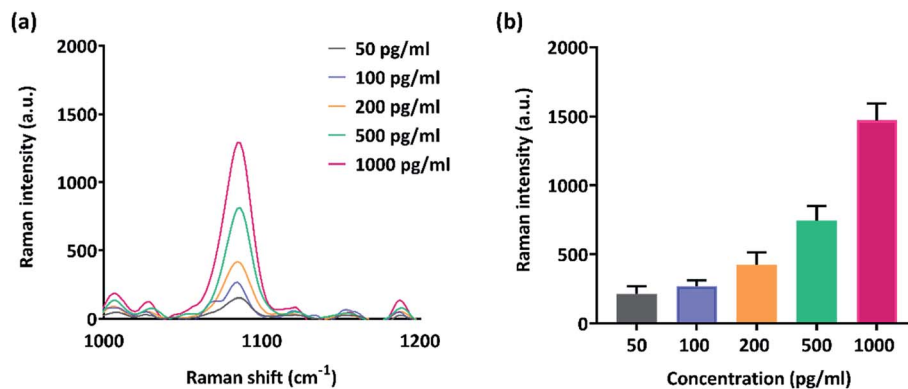 (a)
Raman intensity (a.u.)
2000
1500
1000
500
0
1000
1100
1200
Raman shift (cm⁻¹)
50 pg/ml
100 pg/ml
200 pg/ml
500 pg/ml
1000 pg/ml
(b)
Raman intensity (a.u.)
2000
1500
1000
500
0
50
100
200
500
1000
Concentration (pg/ml)